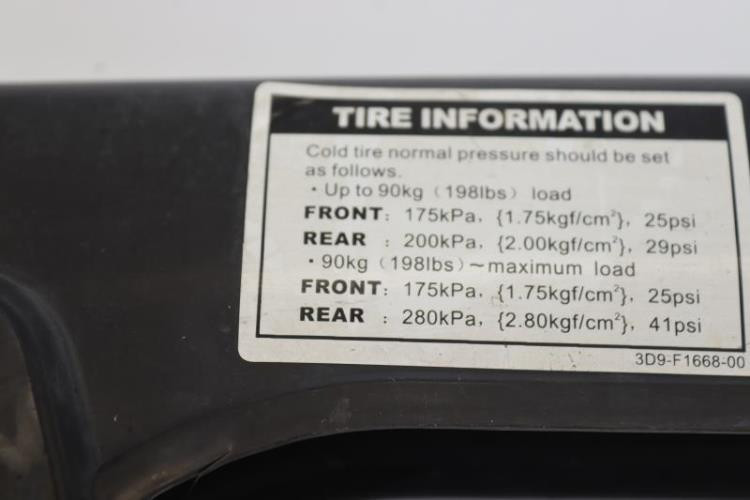 TIRE INFORMATION
Cold tire normal pressure should be set
as follows.
・Up to 90kg (198lbs) load
FRONT: 175kPa, {1.75kgf/cm²}, 25psi
REAR : 200kPa, {2.00kgf/cm²}, 29psi
・90kg (198lbs)~maximum load
FRONT: 175kPa, {1.75kgf/cm²}, 25psi
REAR : 280kPa, {2.80kgf/cm²}, 41psi
3D9-F1668-00